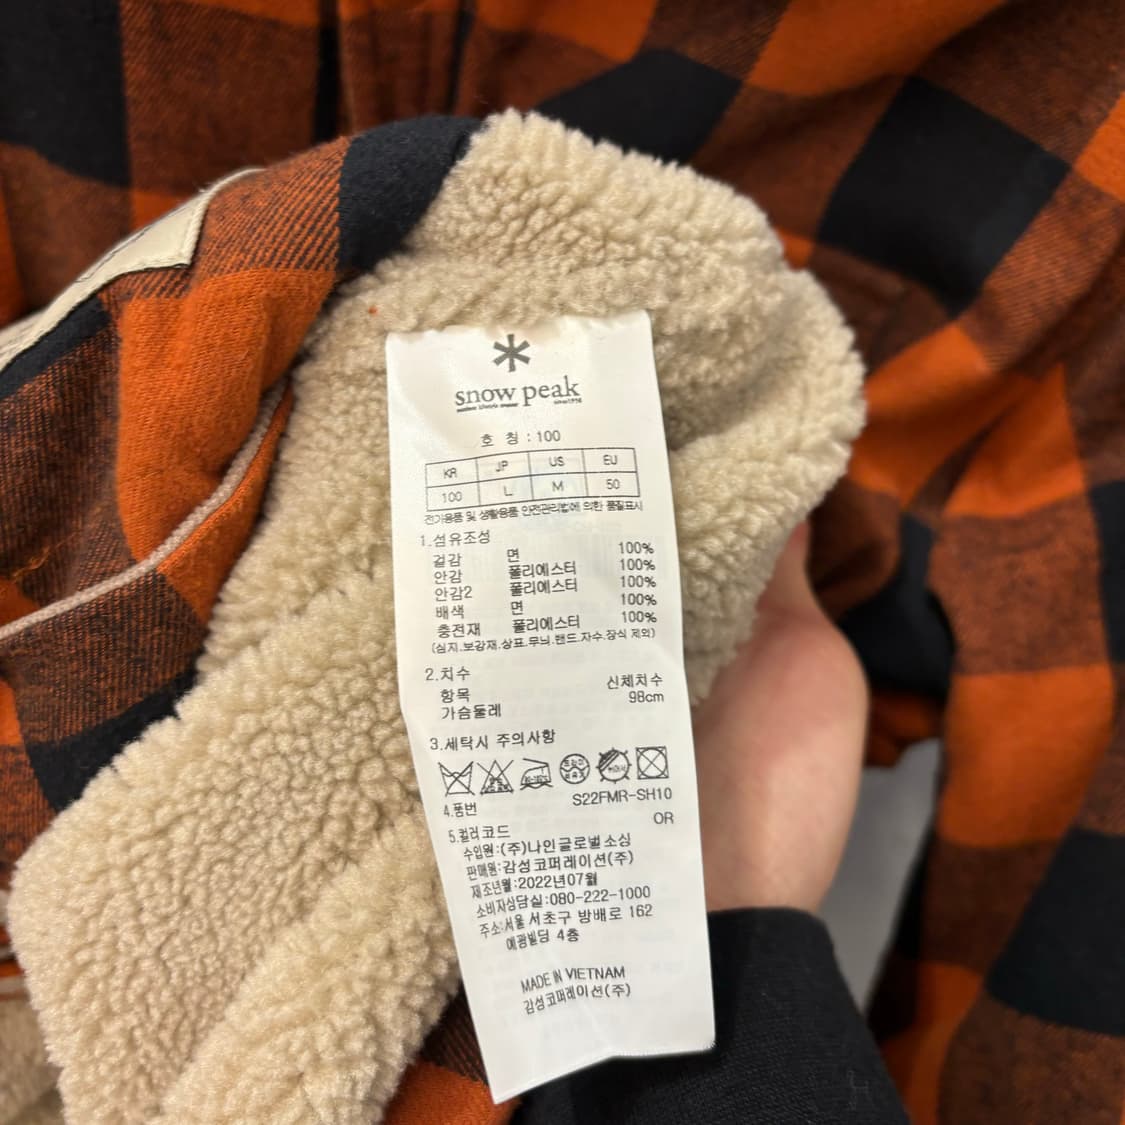 snow peak
outdoor lifestyle creator since1958
호 칭 : 100
KR JP US EU
100 L M 50
전기용품 및 생활용품 안전관리법에 의한 품질표시
1.섬유조성
겉감 면 100%
안감 폴리에스터 100%
안감2 폴리에스터 100%
배색 면 100%
충전재 폴리에스터 100%
(심지.보강재.상표.무늬.밴드.자수.장식 제외)
2.치수
항목 신체치수
가슴둘레 98cm
3.세탁시 주의사항
4.품번 S22FMR-SH10
5.컬러코드 OR
수입원:(주)나인글로벌소싱
판매원:감성코퍼레이션(주)
제조년월:2022년07월
소비자상담실:080-222-1000
주소:서울 서초구 방배로 162
예광빌딩 4층
MADE IN VIETNAM
감성코퍼레이션(주)